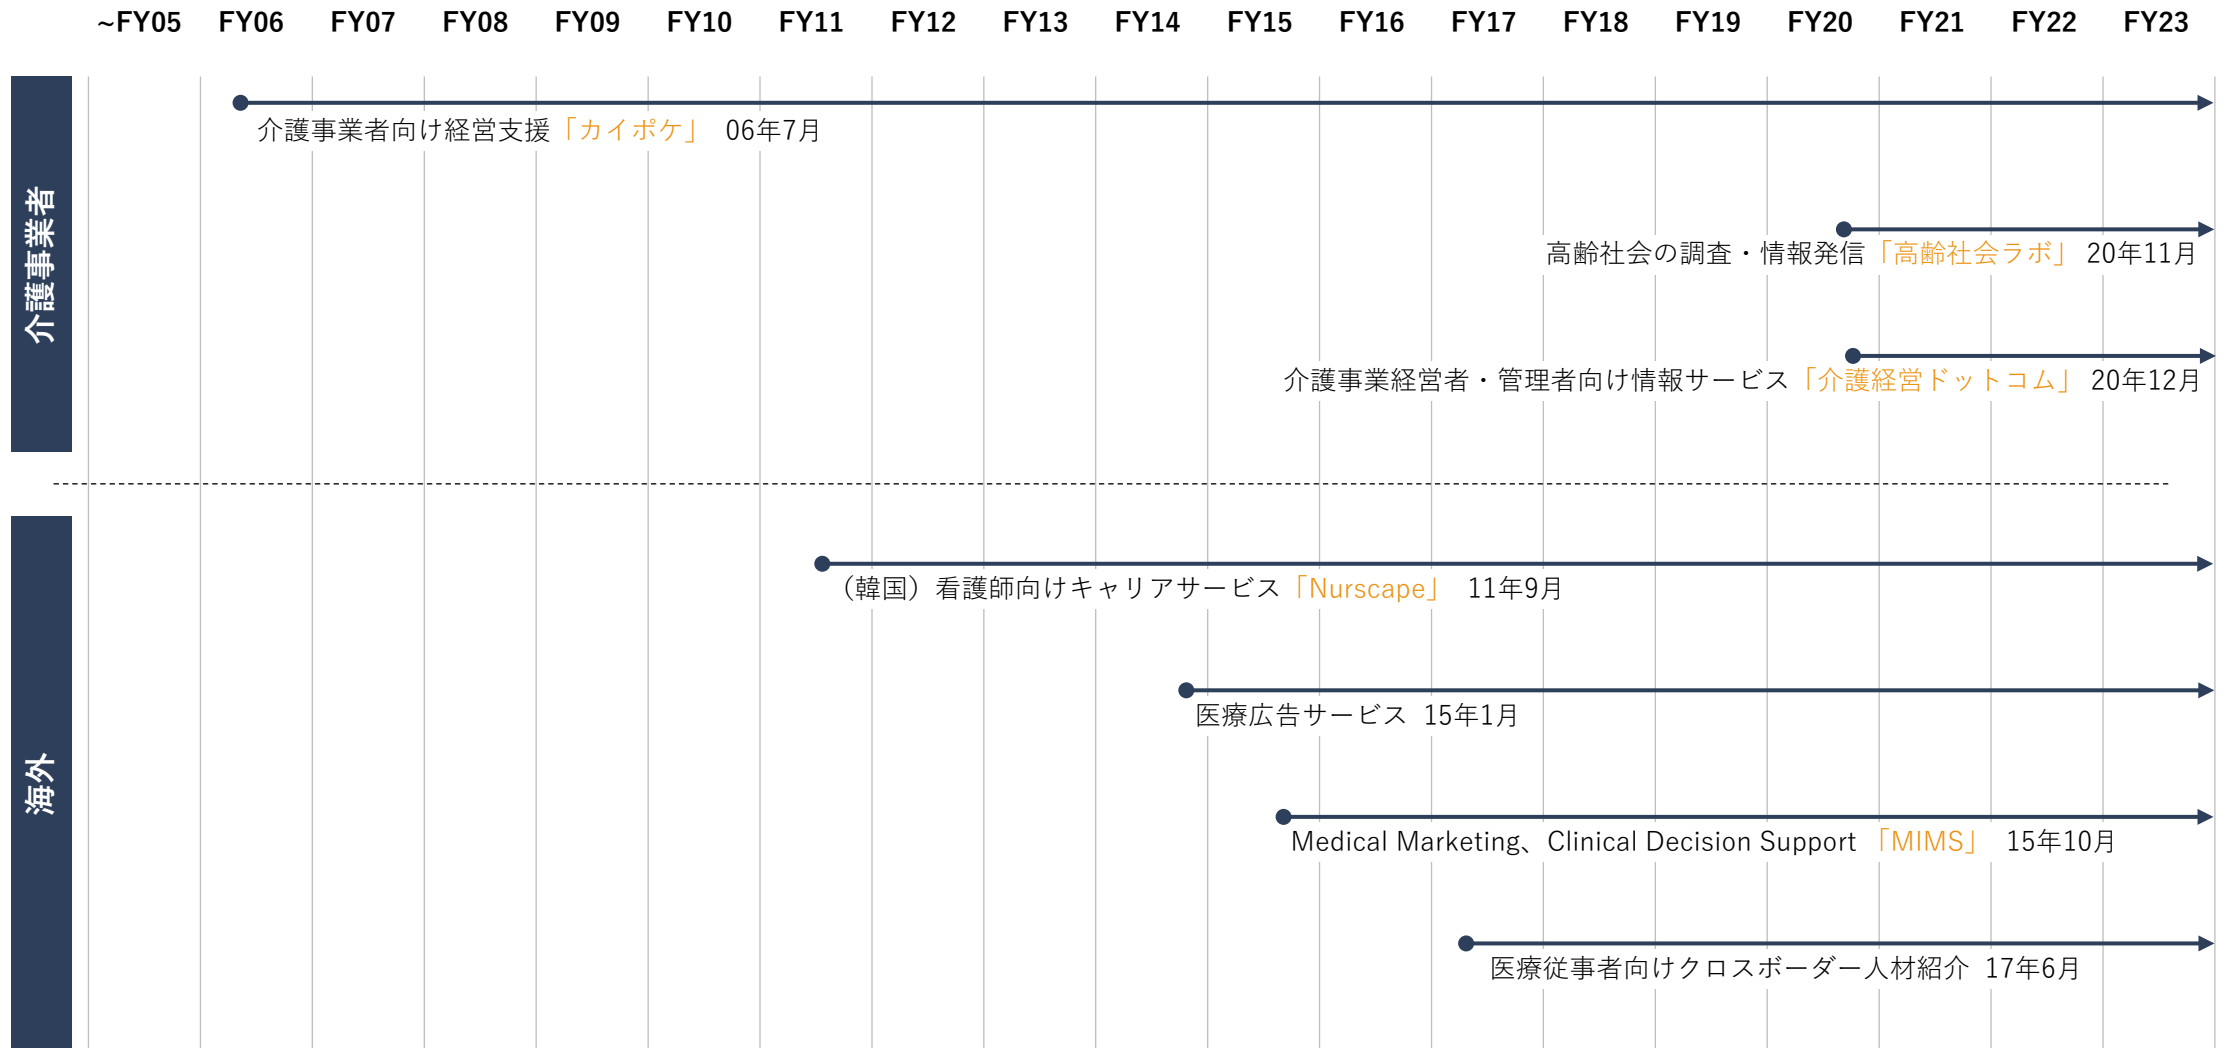 ~FY05 FY06 FY07 FY08 FY09 FY10 FY11 FY12 FY13 FY14 FY15 FY16 FY17 FY18 FY19 FY20 FY21 FY22 FY23
介護事業者
介護事業者向け経営支援「カイポケ」 06年7月
高齢社会の調査・情報発信「高齢社会ラボ」 20年11月
介護事業経営者・管理者向け情報サービス「介護経営ドットコム」 20年12月
海外
（韓国）看護師向けキャリアサービス「Nurscape」 11年9月
医療広告サービス 15年1月
Medical Marketing、Clinical Decision Support 「MIMS」 15年10月
医療従事者向けクロスボーダー人材紹介 17年6月